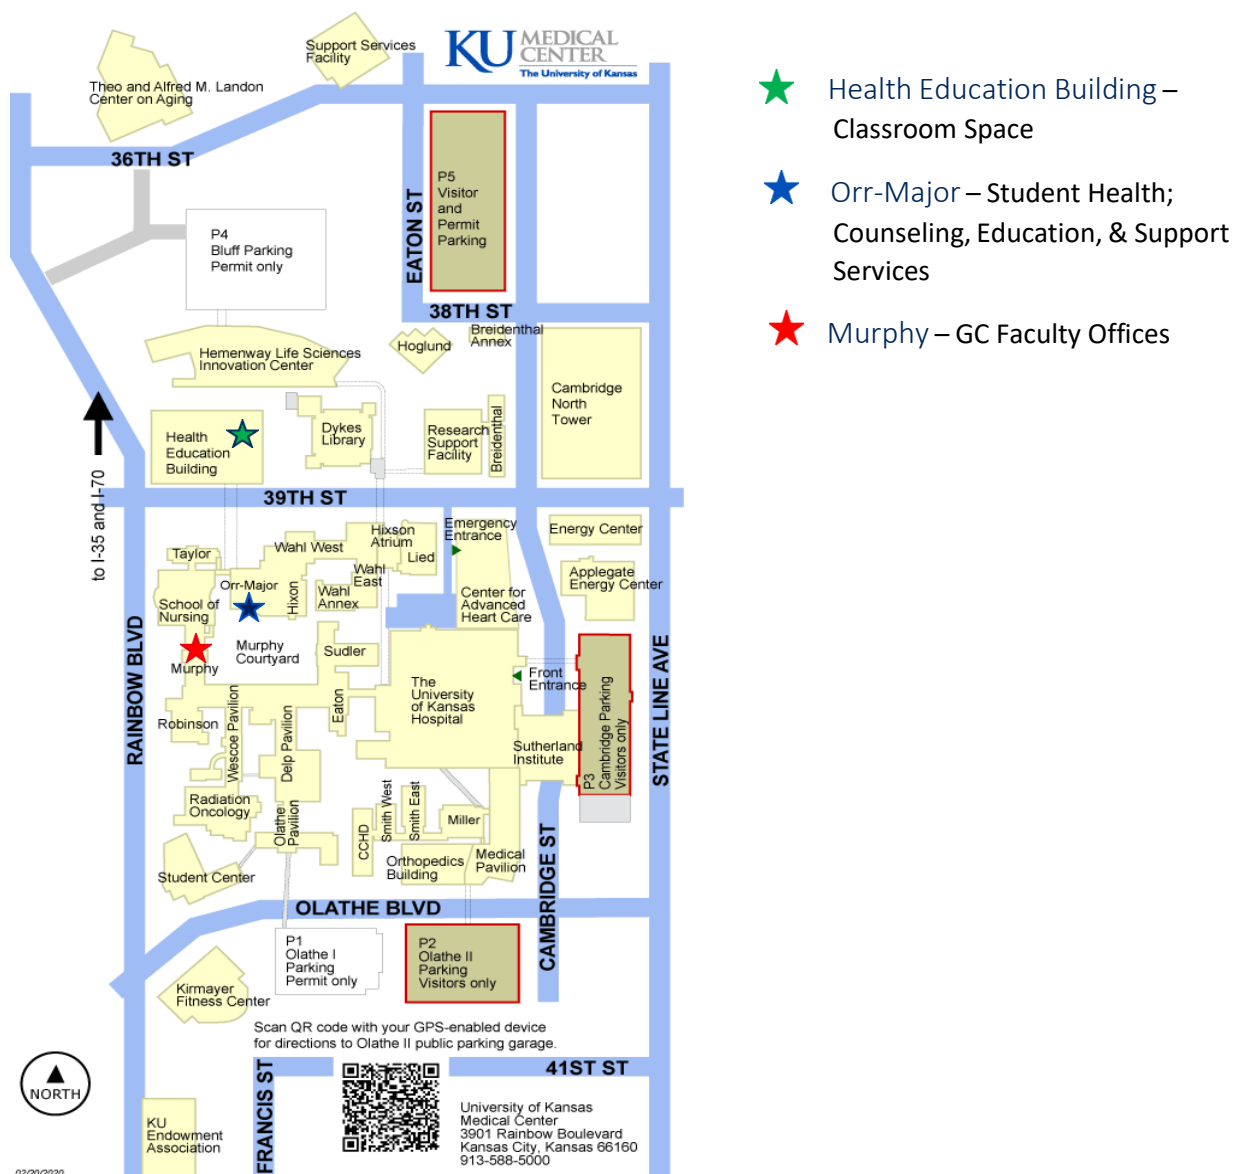 Support Services
Facility
KU MEDICAL
CENTER
The University of Kansas
Theo and Alfred M. Landon
Center on Aging
36TH ST
EATON ST
P5
Visitor
and
Permit
Parking
P4
Bluff Parking
Permit only
38TH ST
Breidenthal
Annex
Hoglund
Hemenway Life Sciences
Innovation Center
Cambridge
North
Tower
Health
Education
Building
Dykes
Library
Research
Support
Facility
Breidenthal
to I-35 and I-70
39TH ST
Emergency
Entrance
Energy Center
Hixson
Atrium
Lied
Wahl West
Taylor
Wahl
East
Orr-Major
Hixon
Wahl
Annex
Applegate
Energy Center
Center for
Advanced
Heart Care
School of
Nursing
Murphy
Courtyard
Sudler
Murphy
RAINBOW BLVD
STATE LINE AVE
Front
Entrance
The
University
of Kansas
Hospital
Eaton
Robinson
Wescoe Pavilion
Delp Pavilion
Sutherland
Institute
P3
Cambridge Parking
Visitors only
Radiation
Oncology
Olathe
Pavilion
CCHD
Smith West
Smith East
Miller
Orthopedics
Building
Medical
Pavilion
Student Center
CAMBRIDGE ST
OLATHE BLVD
P1
Olathe I
Parking
Permit only
P2
Olathe II
Parking
Visitors only
Kirmayer
Fitness Center
Scan QR code with your GPS-enabled device
for directions to Olathe II public parking garage.
41ST ST
FRANCIS ST
NORTH
KU
Endowment
Association
University of Kansas
Medical Center
3901 Rainbow Boulevard
Kansas City, Kansas 66160
913-588-5000
02/20/2020
Health Education Building –
Classroom Space
Orr-Major – Student Health;
Counseling, Education, & Support
Services
Murphy – GC Faculty Offices